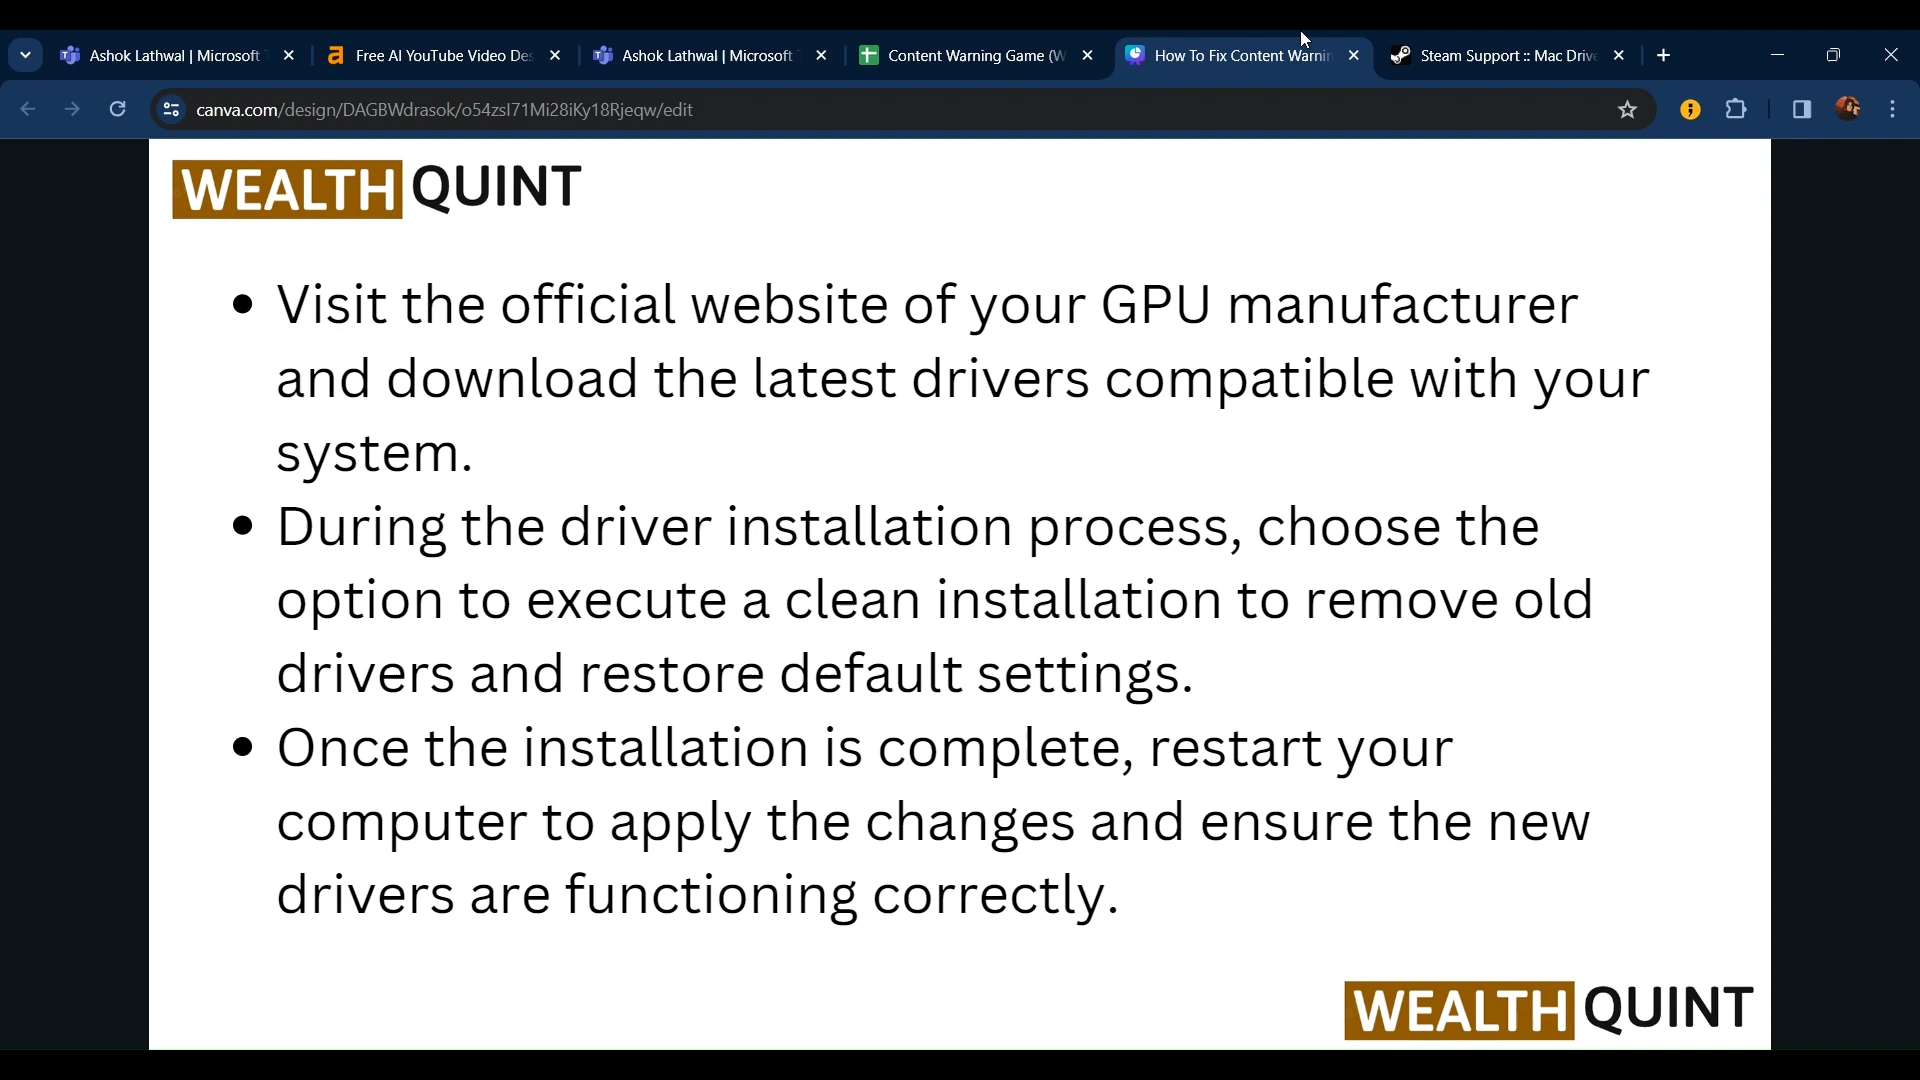 Ashok Lathwal | Microsoft
Free AI YouTube Video Des
Ashok Lathwal | Microsoft
Content Warning Game (W
How To Fix Content Warnin
Steam Support :: Mac Drive
canva.com/design/DAGBWdrasok/o54zsI71Mi28iKy18Rjeqw/edit
WEALTH QUINT
• Visit the official website of your GPU manufacturer
and download the latest drivers compatible with your
system.
• During the driver installation process, choose the
option to execute a clean installation to remove old
drivers and restore default settings.
• Once the installation is complete, restart your
computer to apply the changes and ensure the new
drivers are functioning correctly.
WEALTH QUINT